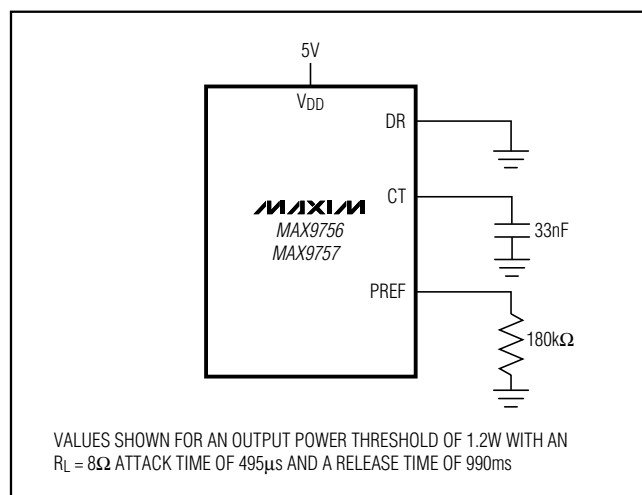 5V
VDD
DR
CT
MAXIM
MAX9756
MAX9757
33nF
PREF
180kΩ
VALUES SHOWN FOR AN OUTPUT POWER THRESHOLD OF 1.2W WITH AN
RL = 8Ω ATTACK TIME OF 495μs AND A RELEASE TIME OF 990ms